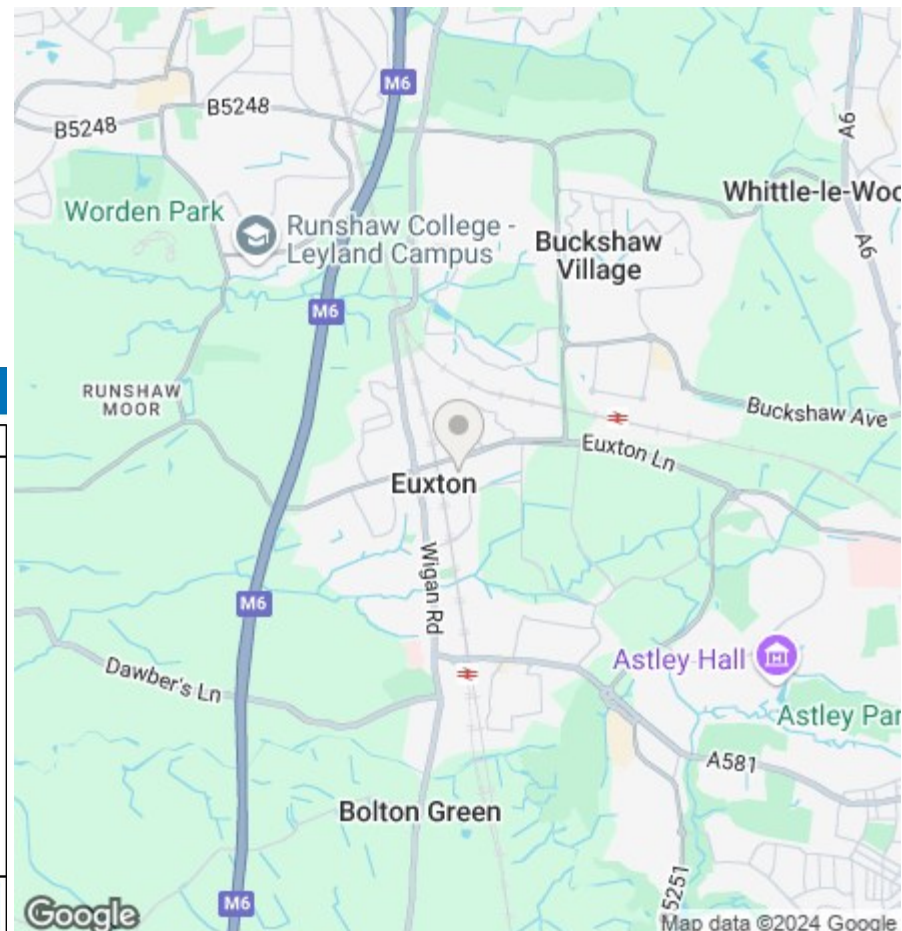 M6
B5248
B5248
A6
Worden Park
Runshaw College -
Leyland Campus
Whittle-le-Woo
Buckshaw
Village
A6
M6
RUNSHAW
MOOR
Buckshaw Ave
Euxton Ln
Euxton
Wigan Rd
M6
Astley Hall
Dawber's Ln
Astley Par
A581
Bolton Green
B5251
M6
Google
Map data ©2024 Google